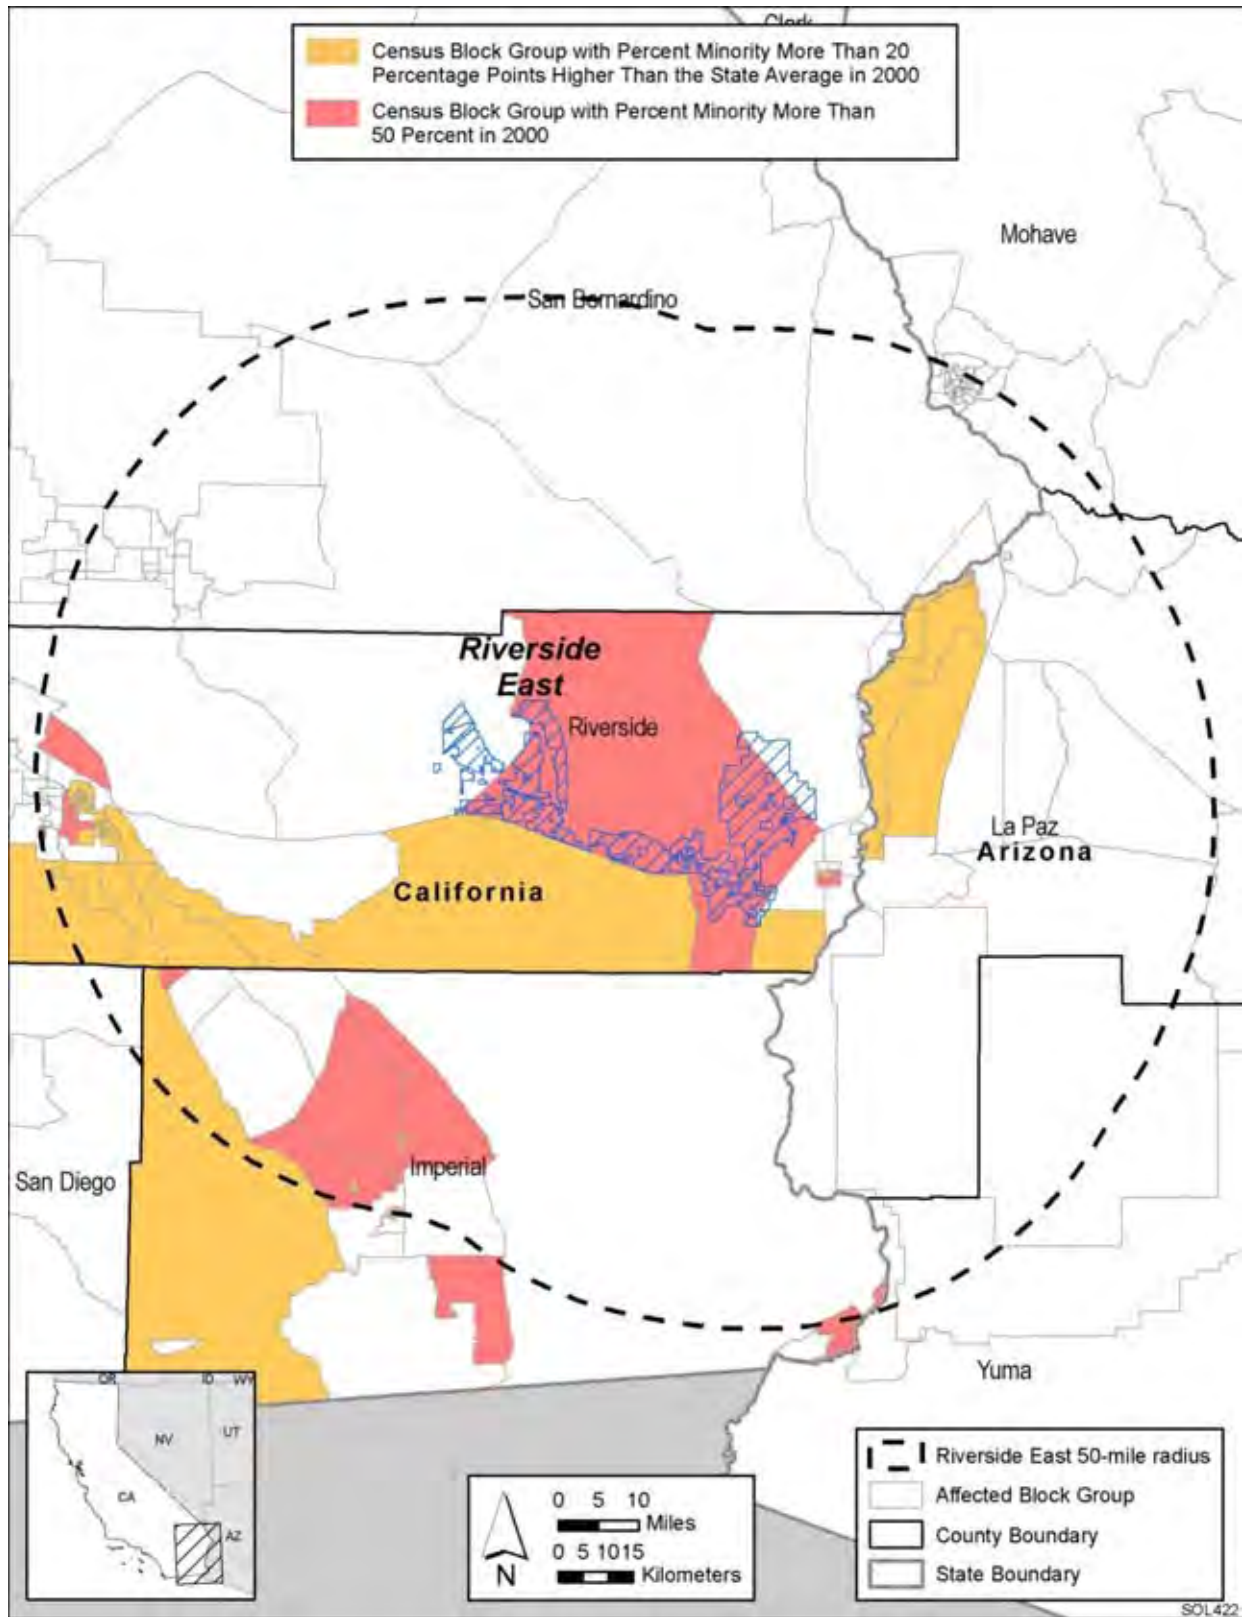 Clark
Census Block Group with Percent Minority More Than 20
Percentage Points Higher Than the State Average in 2000
Census Block Group with Percent Minority More Than
50 Percent in 2000
Mohave
San Bernardino
Riverside
East
Riverside
La Paz
Arizona
California
Imperial
San Diego
Yuma
OR ID WY
NV UT
CA
AZ
0 5 10
Miles
0 5 10 15
Kilometers
N
Riverside East 50-mile radius
Affected Block Group
County Boundary
State Boundary
SOL422